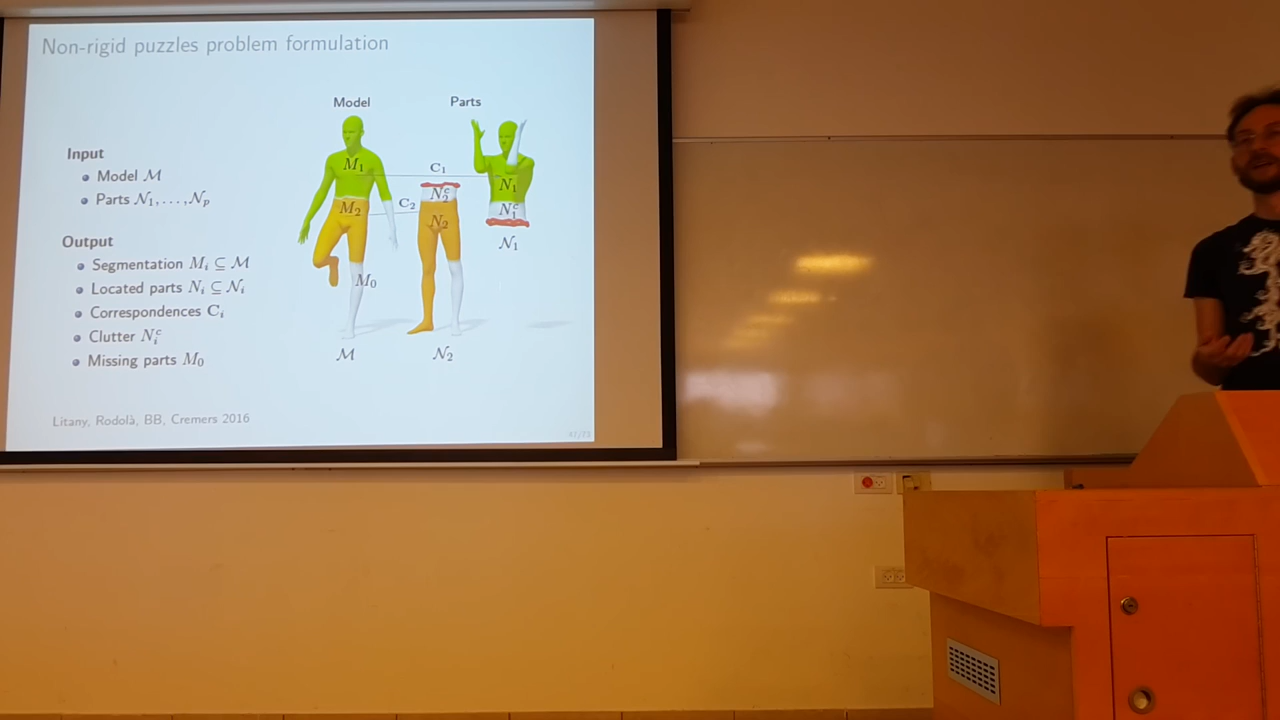 Non-rigid puzzles problem formulation
Model
Parts
Input
Model M
Parts N₁,...,Nₚ
Output
Segmentation Mᵢ ⊆ M
Located parts Nᵢ ⊆ Nᵢ
Correspondences Cᵢ
Clutter Nᵢᶜ
Missing parts M₀
M₁
C₁
N₁
N₂ᶜ
M₂
C₂
N₁ᶜ
N₂
N₁
M₀
M
N₂
Litany, Rodolà, BB, Cremers 2016